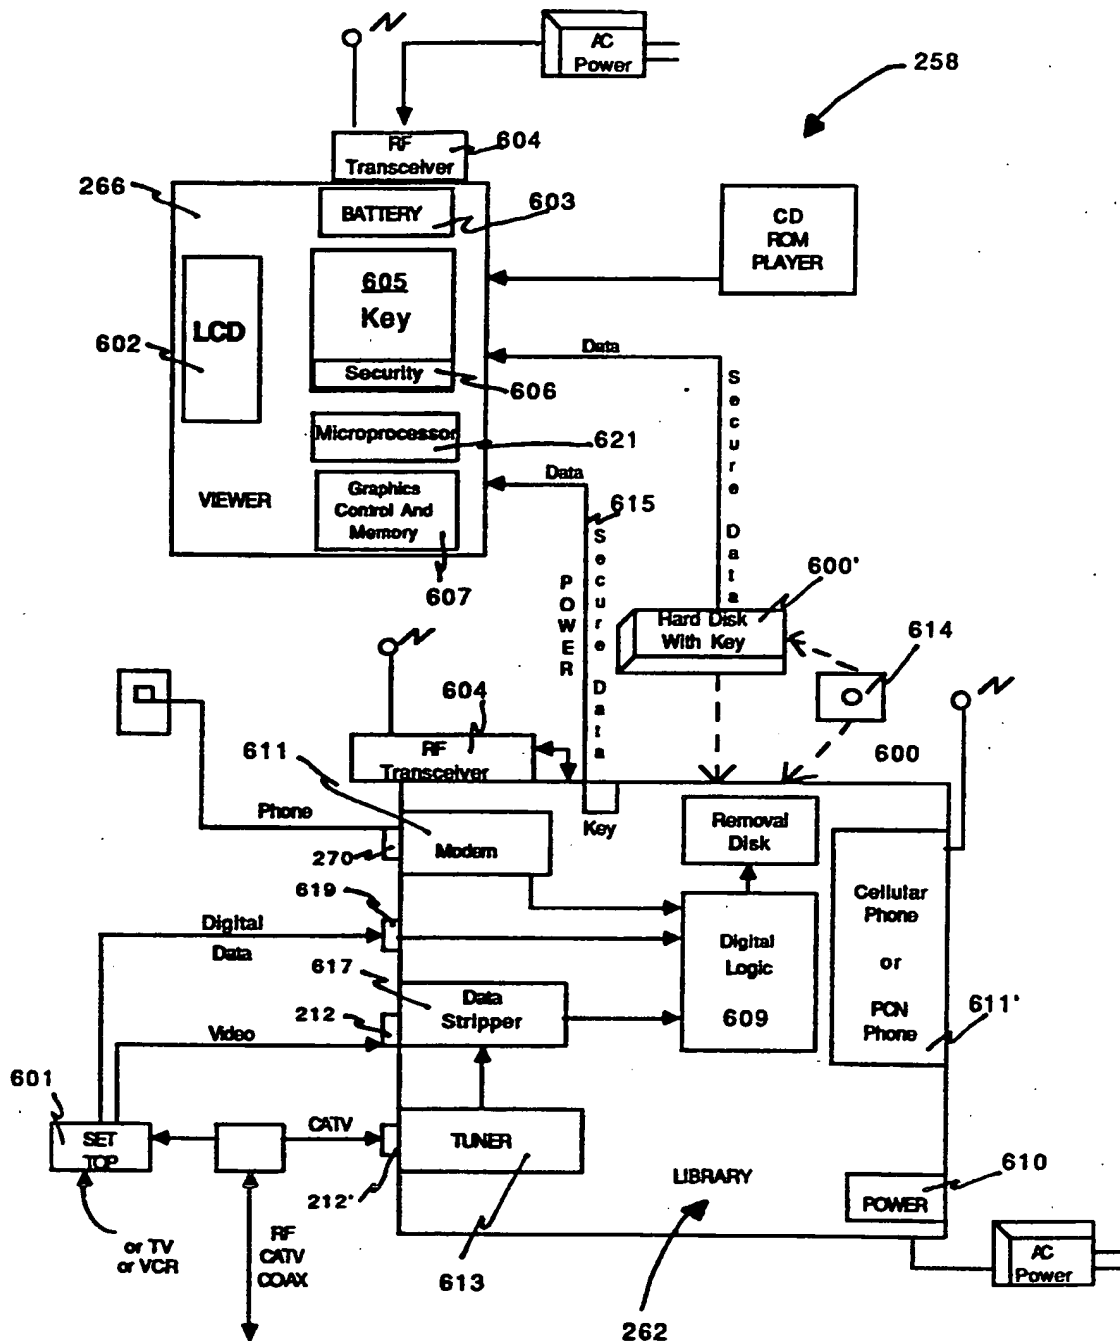 AC
Power
258
RF
Transceiver
604
266
BATTERY
603
CD
ROM
PLAYER
605
Key
LCD
602
Security
606
Data
Secure Data
Microprocessor
621
Data
VIEWER
Graphics
Control And
Memory
607
615
POWER
Secure Data
600'
Hard Disk
With Key
614
604
600
RF
Transceiver
611
Phone
Key
Removal
Disk
270
Modem
619
Digital
Data
Cellular
Phone
or
PCN
Phone
611'
Digital
Logic
609
617
Data
Stripper
212
Video
601
SET
TOP
CATV
TUNER
212'
LIBRARY
610
POWER
or TV
or VCR
RF
CATV
COAX
613
262
AC
Power